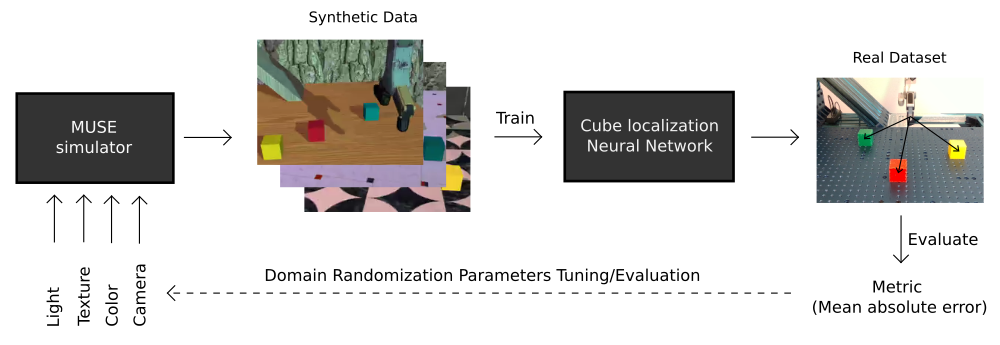 Synthetic Data
Real Dataset
MUSE
simulator
Train
Cube localization
Neural Network
Evaluate
Light
Texture
Color
Camera
Domain Randomization Parameters Tuning/Evaluation
Metric
(Mean absolute error)